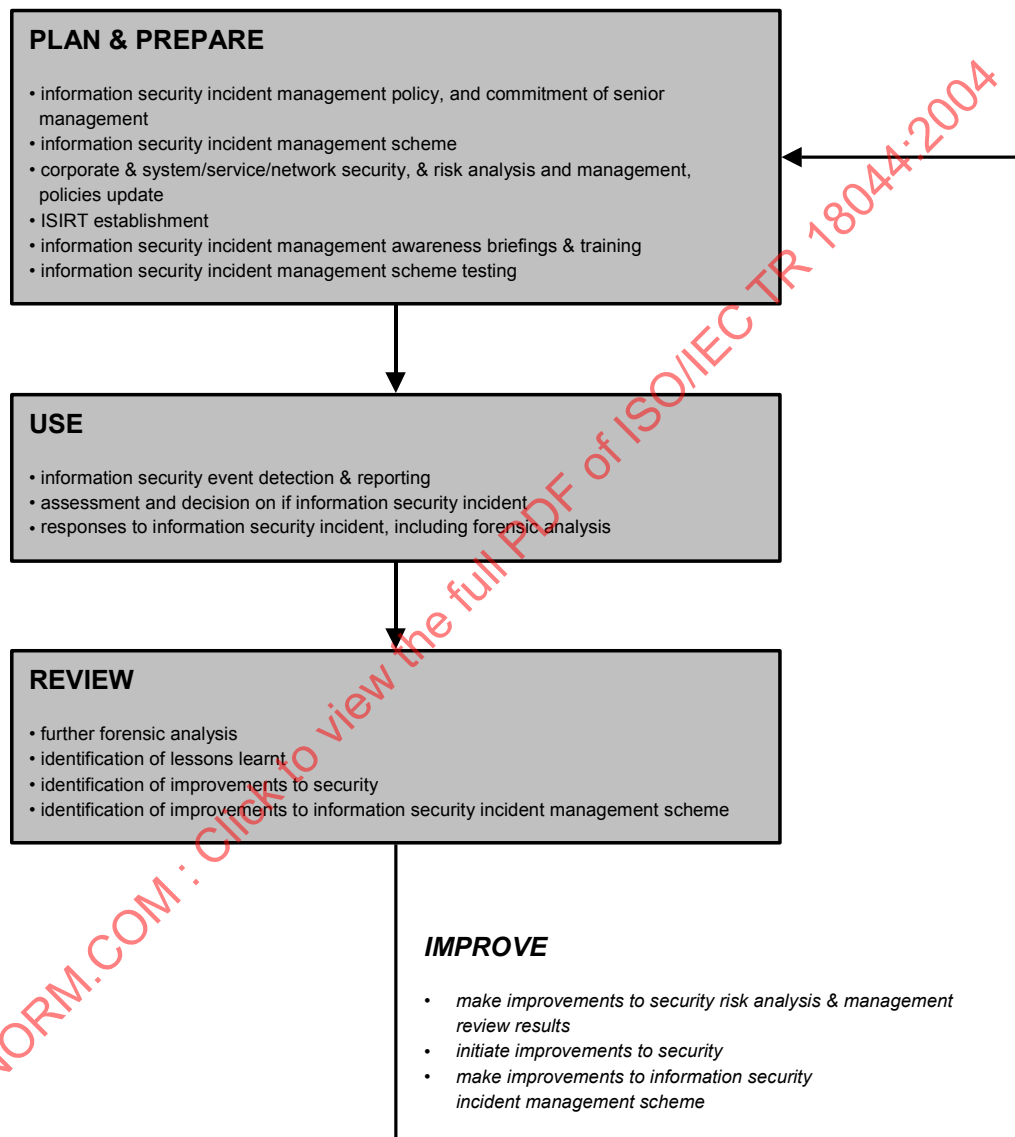 PLAN & PREPARE
• information security incident management policy, and commitment of senior
management
• information security incident management scheme
• corporate & system/service/network security, & risk analysis and management,
policies update
• ISIRT establishment
• information security incident management awareness briefings & training
• information security incident management scheme testing
USE
• information security event detection & reporting
• assessment and decision on if information security incident
• responses to information security incident, including forensic analysis
REVIEW
• further forensic analysis
• identification of lessons learnt
• identification of improvements to security
• identification of improvements to information security incident management scheme
IMPROVE
• make improvements to security risk analysis & management
review results
• initiate improvements to security
• make improvements to information security
incident management scheme
NORM.COM : Click to view the full PDF of ISO/IEC TR 18044:2004